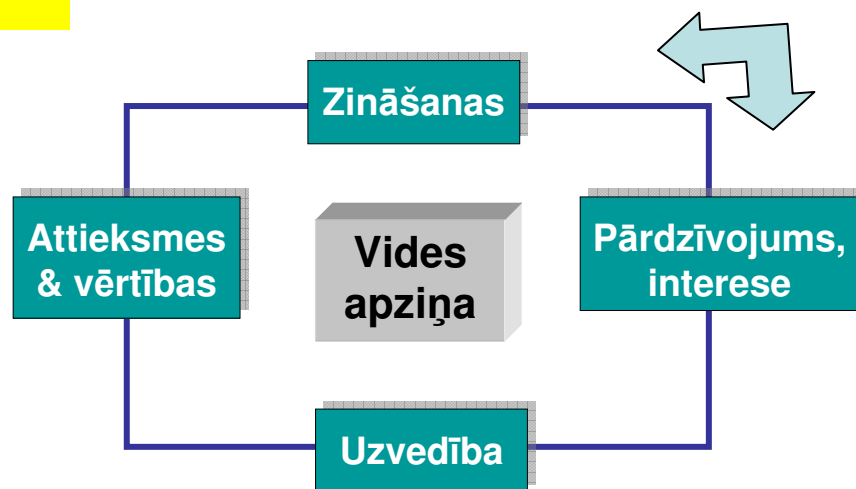 Zināšanas
Attieksmes
& vērtības
Vides
apziņa
Pārdzīvojums,
interese
Uzvedība